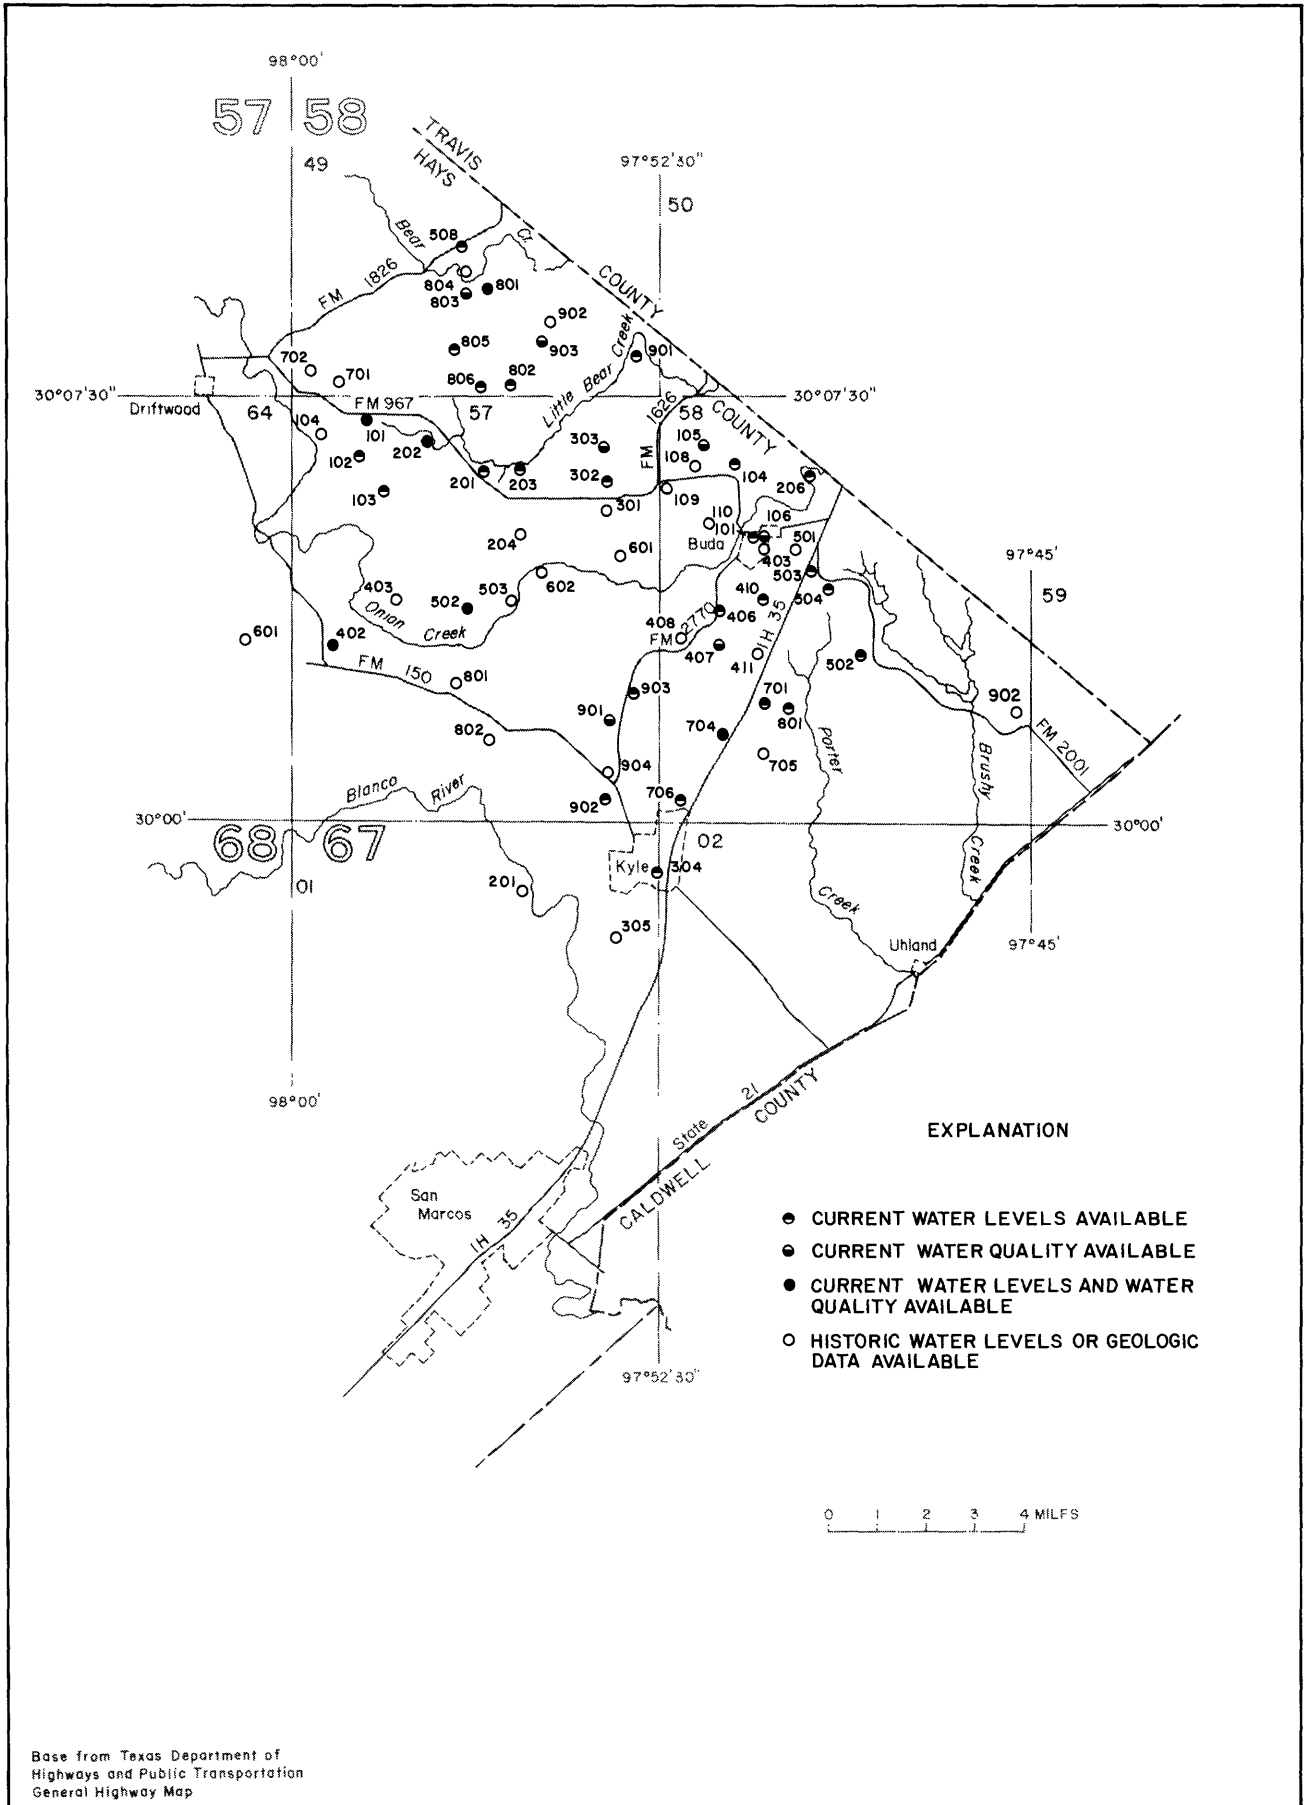 98°00'
57 58
TRAVIS
HAYS
49
97°52'30"
50
Bear
Cr.
508
FM 1826
804
803
801
COUNTY
902
903
805
Little Bear Creek
901
702
701
806
802
30°07'30"
30°07'30"
Driftwood
64
FM 967
57
1626
58
COUNTY
104
101
202
303
FM
105
108
104
102
103
201
203
302
206
109
301
110
106
101
501
204
601
Buda
403
97°45'
503
602
403
503
410
504
59
Onion
Creek
502
408
FM 2770
406
IH 35
601
402
407
411
502
FM 150
801
903
701
902
901
704
801
FM 2001
802
Porter
705
Brushy
904
Blanco
River
902
706
30°00'
30°00'
68 67
02
Kyle
304
Creek
01
201
Creek
305
97°45'
Uhland
98°00'
State 21
COUNTY
EXPLANATION
CALDWELL
San
Marcos
IH 35
CURRENT WATER LEVELS AVAILABLE
CURRENT WATER QUALITY AVAILABLE
CURRENT WATER LEVELS AND WATER
QUALITY AVAILABLE
HISTORIC WATER LEVELS OR GEOLOGIC
DATA AVAILABLE
97°52'30"
0 1 2 3 4 MILFS
Base from Texas Department of
Highways and Public Transportation
General Highway Map